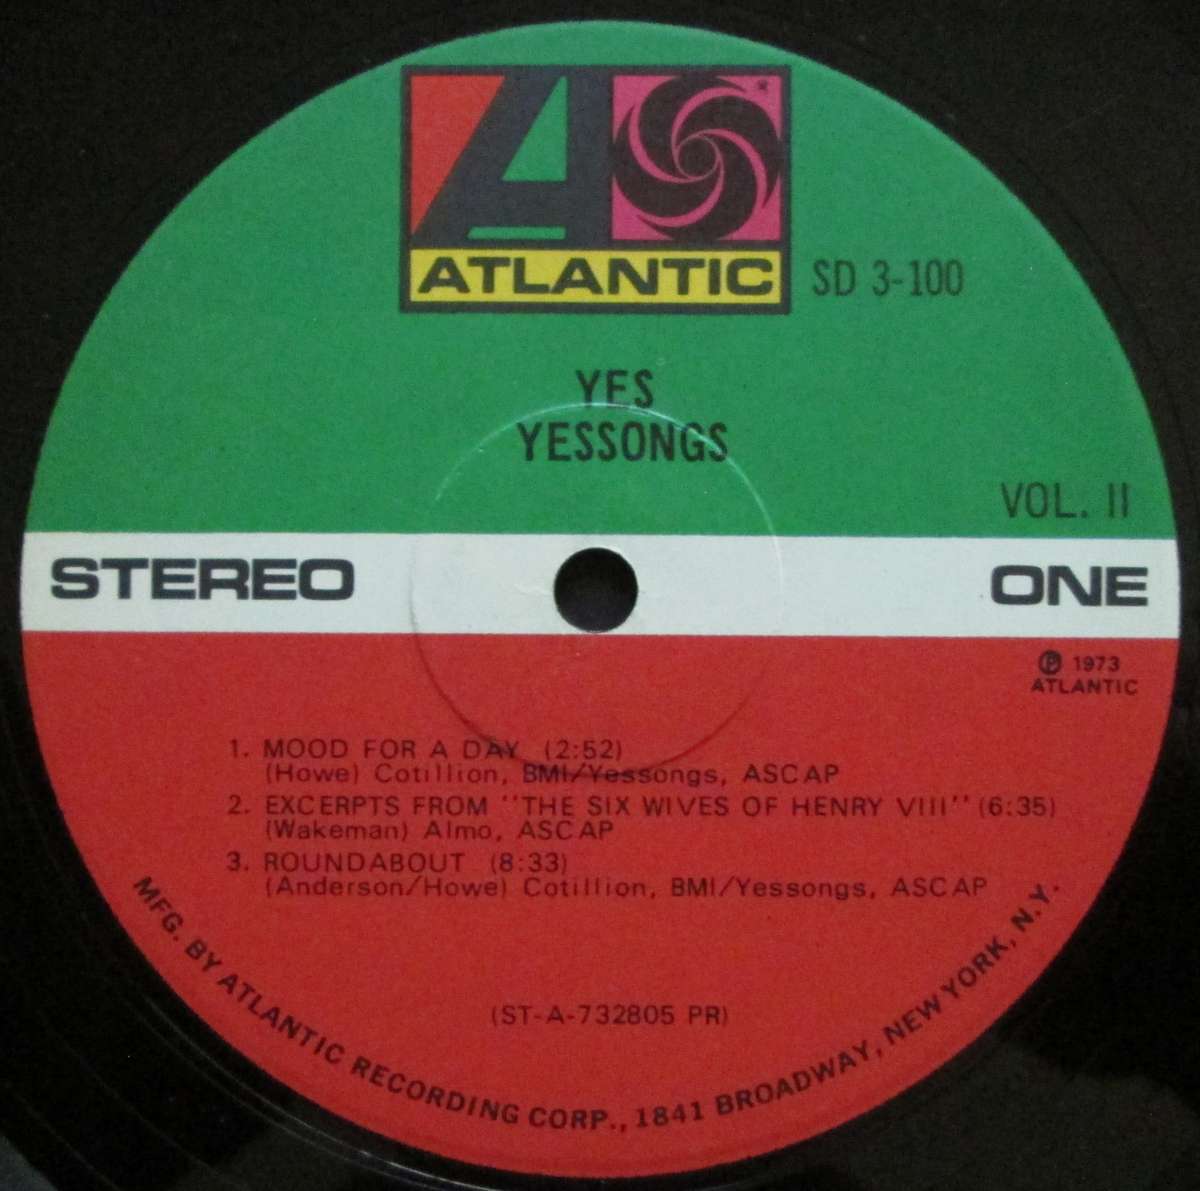 ATLANTIC
SD 3-100
YES
YESSONGS
VOL. II
STEREO
ONE
Ⓟ 1973
ATLANTIC
1. MOOD FOR A DAY (2:52)
(Howe) Cotillion, BMI/Yessongs, ASCAP
2. EXCERPTS FROM "THE SIX WIVES OF HENRY VIII" (6:35)
(Wakeman) Almo, ASCAP
3. ROUNDABOUT (8:33)
(Anderson/Howe) Cotillion, BMI/Yessongs, ASCAP
(ST-A-732805 PR)
MFG. BY ATLANTIC RECORDING CORP., 1841 BROADWAY, NEW YORK, N.Y.